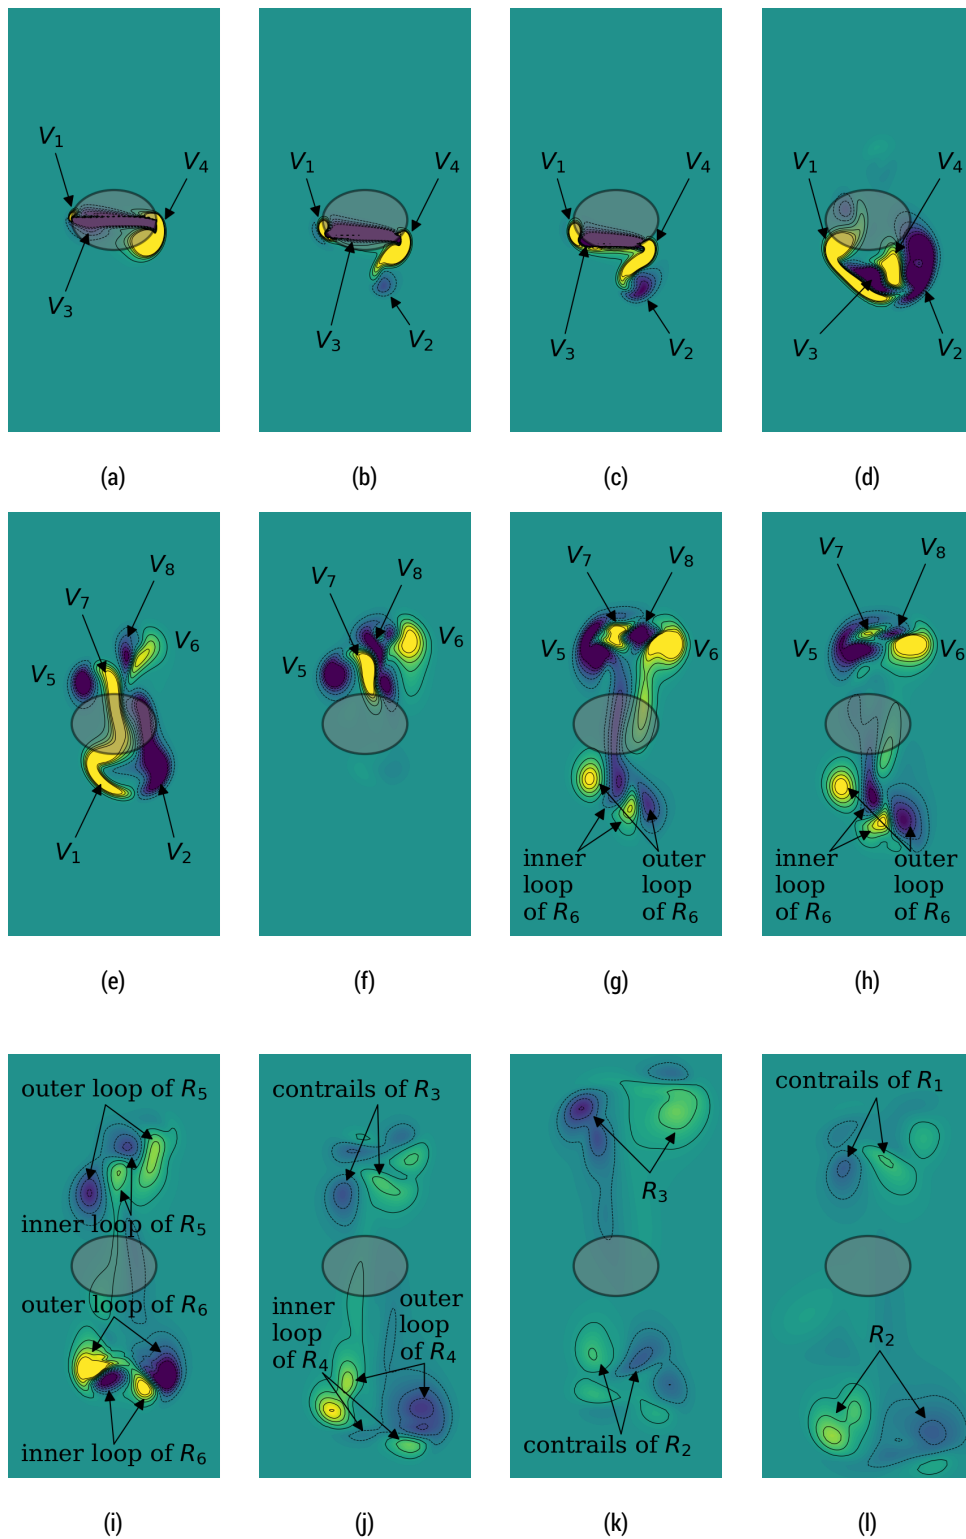 V1
V4
V3
(a)
V1
V4
V3
V2
(b)
V1
V4
V3
V2
(c)
V1
V4
V3
V2
(d)
V8
V7
V6
V5
V1
V2
(e)
V7
V8
V6
V5
(f)
V7
V8
V5
V6
inner
loop
of R6
outer
loop
of R6
(g)
V7
V8
V5
V6
inner
loop
of R6
outer
loop
of R6
(h)
outer loop of R5
inner loop of R5
outer loop of R6
inner loop of R6
(i)
contrails of R3
inner
loop
of R4
outer
loop
of R4
(j)
R3
contrails of R2
(k)
contrails of R1
R2
(l)